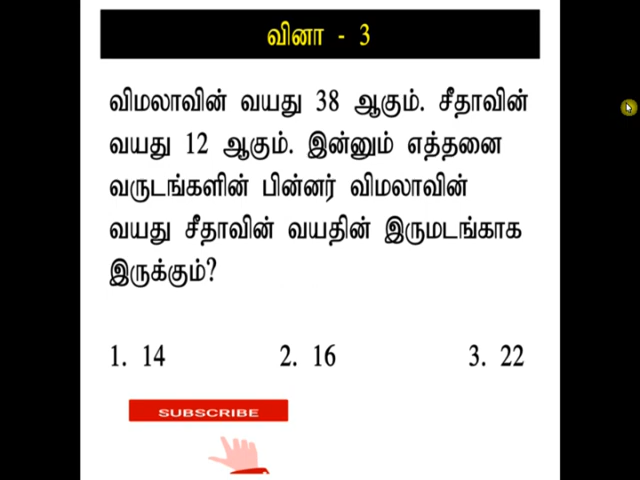 வினா - 3
விமலாவின் வயது 38 ஆகும். சீதாவின்
வயது 12 ஆகும். இன்னும் எத்தனை
வருடங்களின் பின்னர் விமலாவின்
வயது சீதாவின் வயதின் இருமடங்காக
இருக்கும்?
1. 14 2. 16 3. 22
SUBSCRIBE